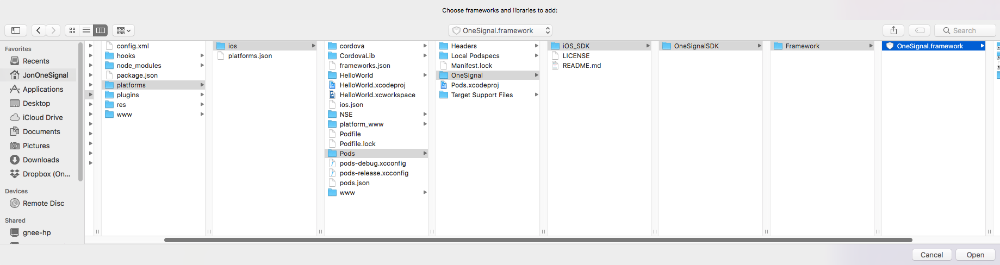 Choose frameworks and libraries to add:
OneSignal.framework
Search
Favorites
Recents
JonOneSignal
Applications
Desktop
iCloud Drive
Documents
Pictures
Downloads
Dropbox (On...
Devices
Remote Disc
Shared
gnee-hp
config.xml
hooks
node_modules
package.json
platforms
plugins
res
www
ios
platforms.json
cordova
CordovaLib
frameworks.json
HelloWorld
HelloWorld.xcodeproj
HelloWorld.xcworkspace
ios.json
NSE
platform_www
Podfile
Podfile.lock
Pods
pods-debug.xcconfig
pods-release.xcconfig
pods.json
www
Headers
Local Podspecs
Manifest.lock
OneSignal
Pods.xcodeproj
Target Support Files
iOS_SDK
LICENSE
README.md
OneSignalSDK
Framework
OneSignal.framework
Cancel
Open